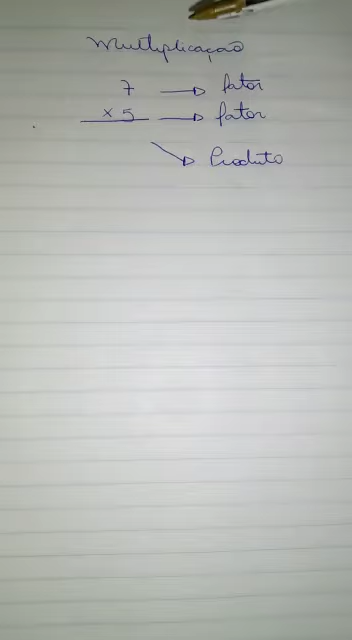 Multiplicação
7 → fator
x 5 → fator
→ Produto